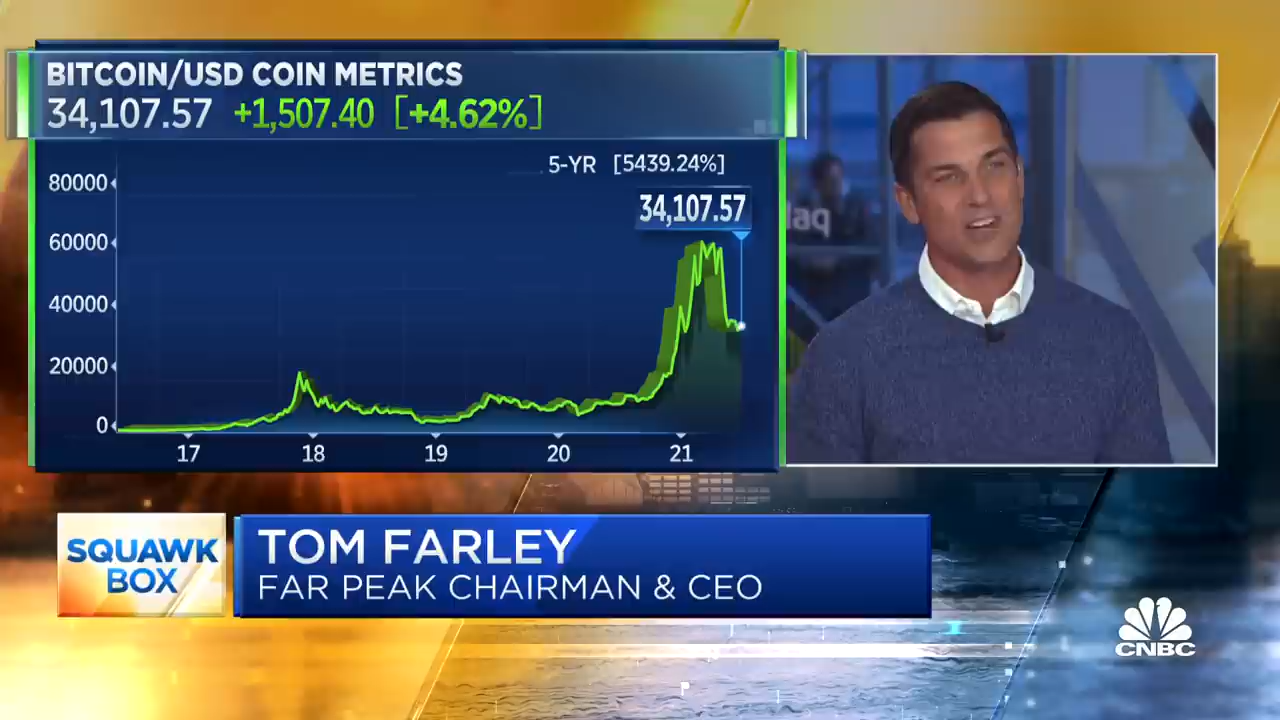 BITCOIN/USD COIN METRICS
34,107.57 +1,507.40 [+4.62%]
5-YR [5439.24%]
34,107.57
80000
60000
40000
20000
0
17 18 19 20 21
daq
SQUAWK
BOX
TOM FARLEY
FAR PEAK CHAIRMAN & CEO
CNBC